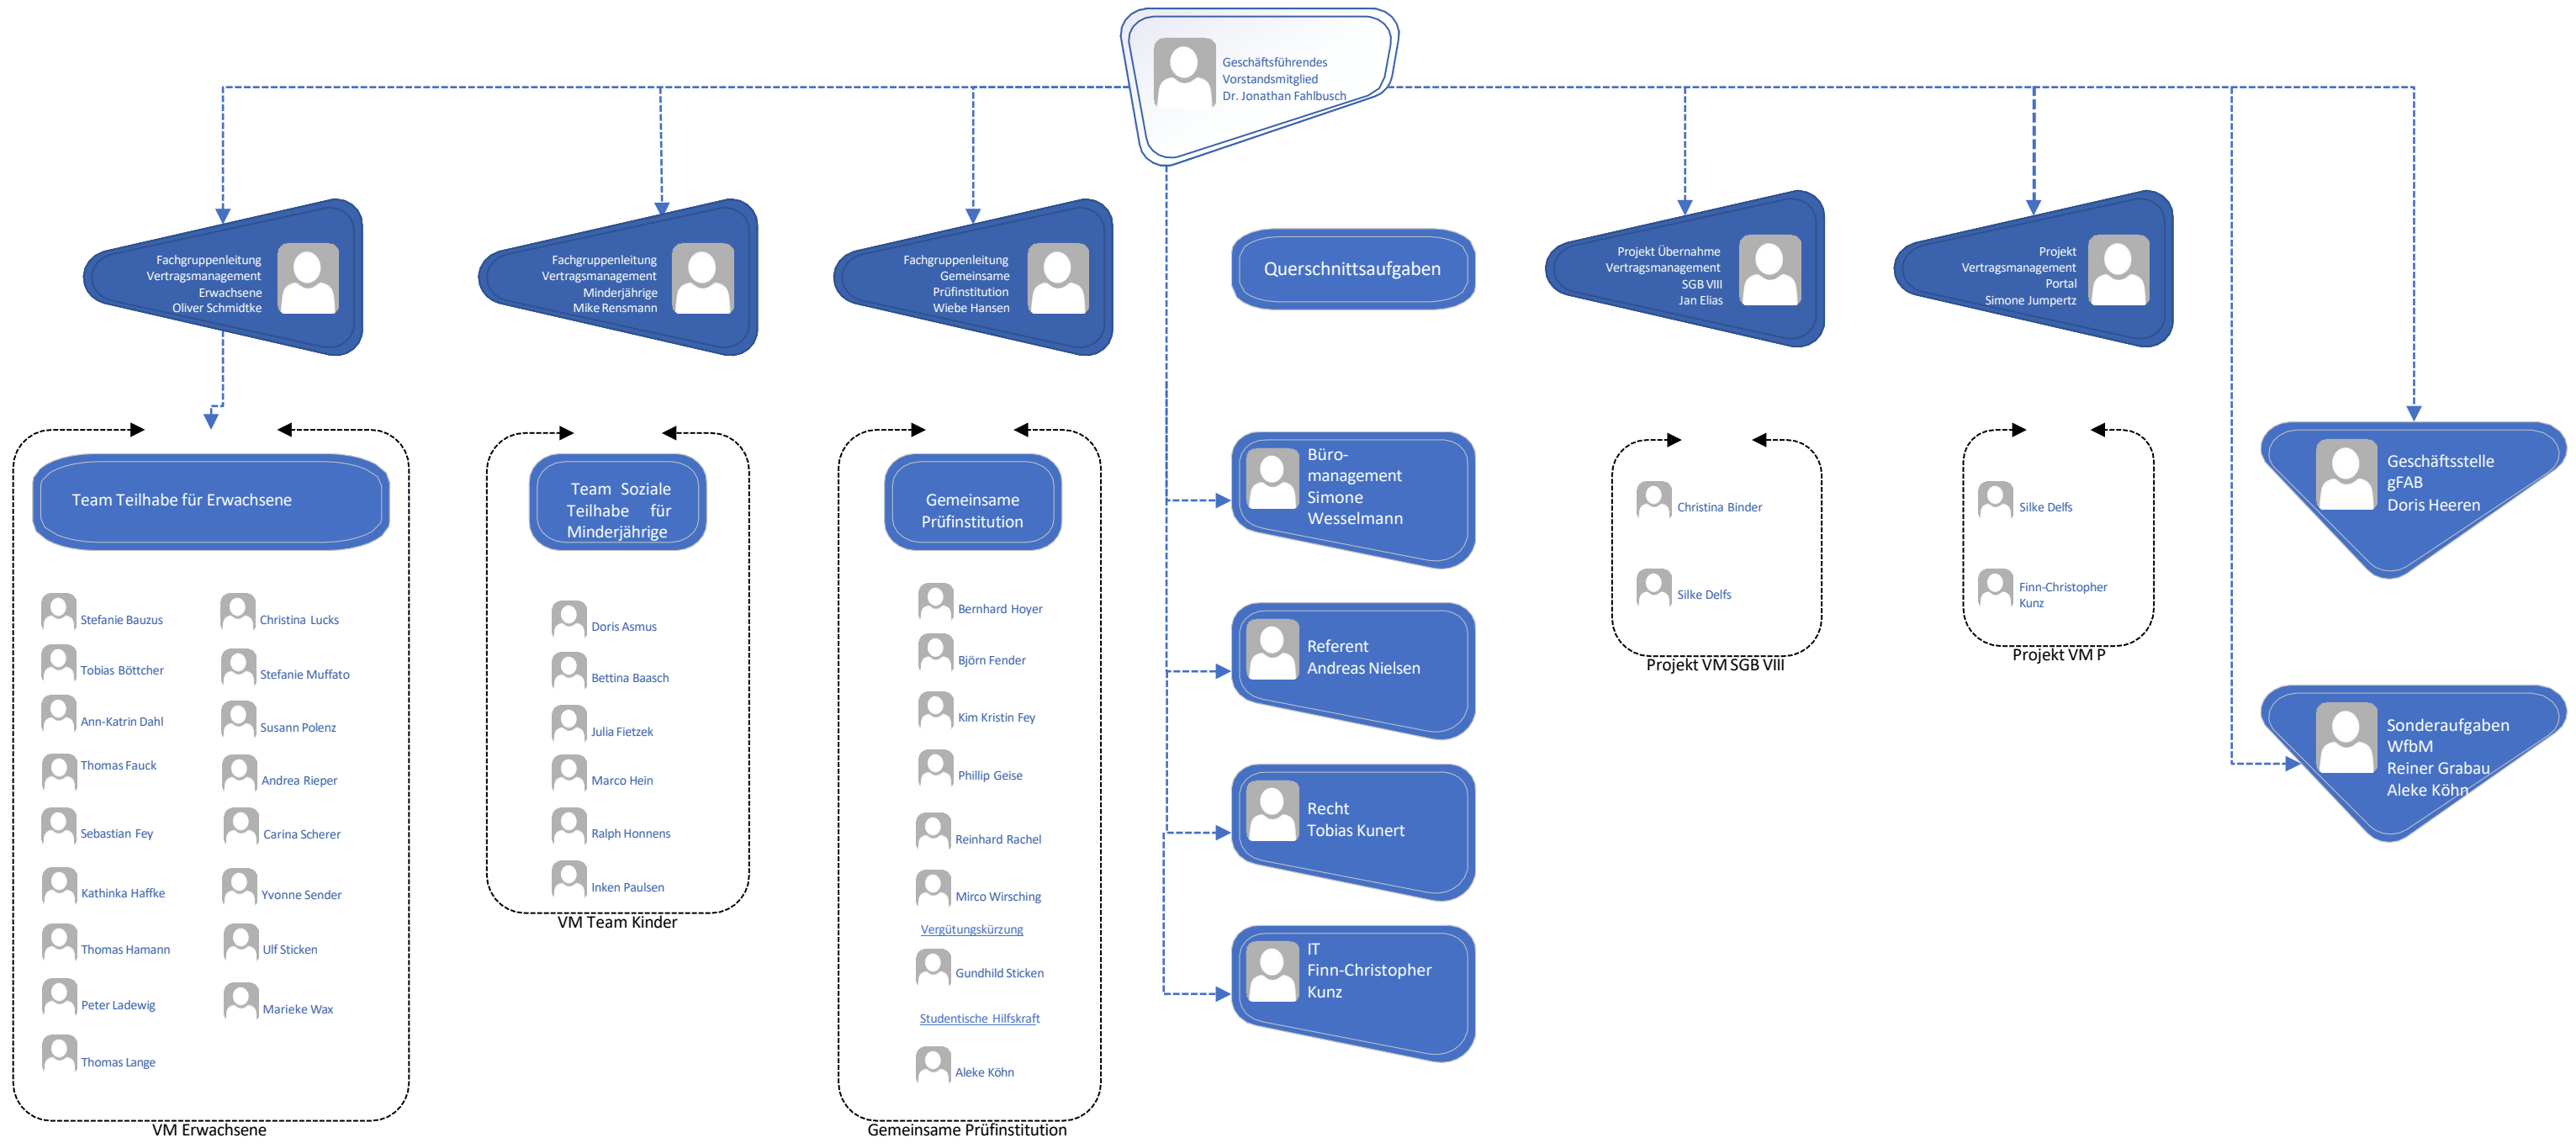 Geschäftsführendes
Vorstandsmitglied
Dr. Jonathan Fahlbusch
Fachgruppenleitung
Vertragsmanagement
Erwachsene
Oliver Schmidtke
Fachgruppenleitung
Vertragsmanagement
Minderjährige
Mike Rensmann
Fachgruppenleitung
Gemeinsame
Prüfinstitution
Wiebe Hansen
Querschnittsaufgaben
Projekt Übernahme
Vertragsmanagement
SGB VIII
Jan Elias
Projekt
Vertragsmanagement
Portal
Simone Jumpertz
Team Teilhabe für Erwachsene
Stefanie Bauzus
Tobias Böttcher
Ann-Katrin Dahl
Thomas Fauck
Sebastian Fey
Kathinka Haffke
Thomas Hamann
Peter Ladewig
Thomas Lange
Christina Lucks
Stefanie Muffato
Susann Polenz
Andrea Rieper
Carina Scherer
Yvonne Sender
Ulf Sticken
Marieke Wax
VM Erwachsene
Team Soziale
Teilhabe für
Minderjährige
Doris Asmus
Bettina Baasch
Julia Fietzek
Marco Hein
Ralph Honnens
Inken Paulsen
VM Team Kinder
Gemeinsame
Prüfinstitution
Bernhard Hoyer
Björn Fender
Kim Kristin Fey
Phillip Geise
Reinhard Rachel
Mirco Wirsching
Vergütungskürzung
Gundhild Sticken
Studentische Hilfskraft
Aleke Köhn
Gemeinsame Prüfinstitution
Büro-
management
Simone
Wesselmann
Referent
Andreas Nielsen
Recht
Tobias Kunert
IT
Finn-Christopher
Kunz
Christina Binder
Silke Delfs
Projekt VM SGB VIII
Silke Delfs
Finn-Christopher
Kunz
Projekt VM P
Geschäftsstelle
gFAB
Doris Heeren
Sonderaufgaben
WfbM
Reiner Grabau
Aleke Köhn